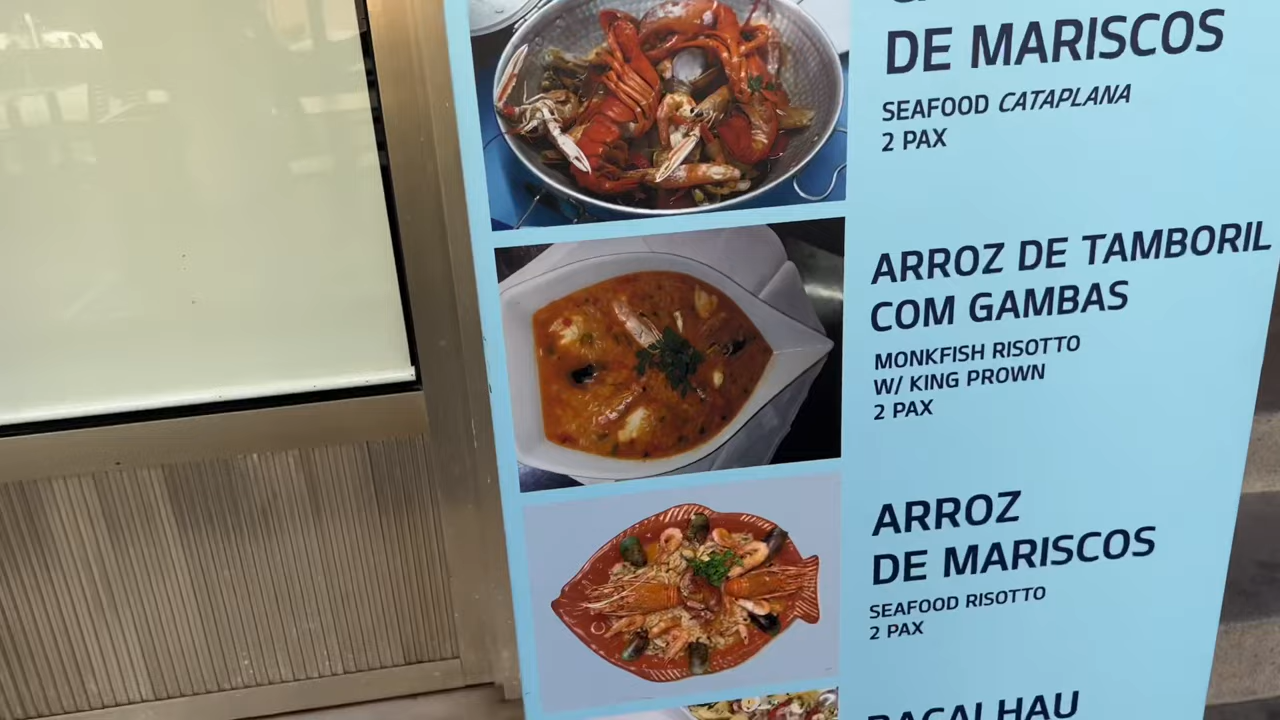 DE MARISCOS
SEAFOOD CATAPLANA
2 PAX
ARROZ DE TAMBORIL
COM GAMBAS
MONKFISH RISOTTO
W/ KING PROWN
2 PAX
ARROZ
DE MARISCOS
SEAFOOD RISOTTO
2 PAX
BACALHAU